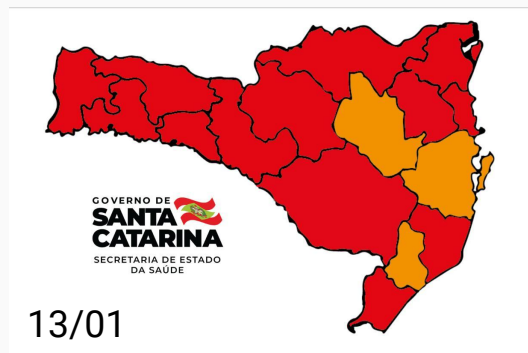 GOVERNO DE
SANTA
CATARINA
SECRETARIA DE ESTADO
DA SAÚDE
13/01